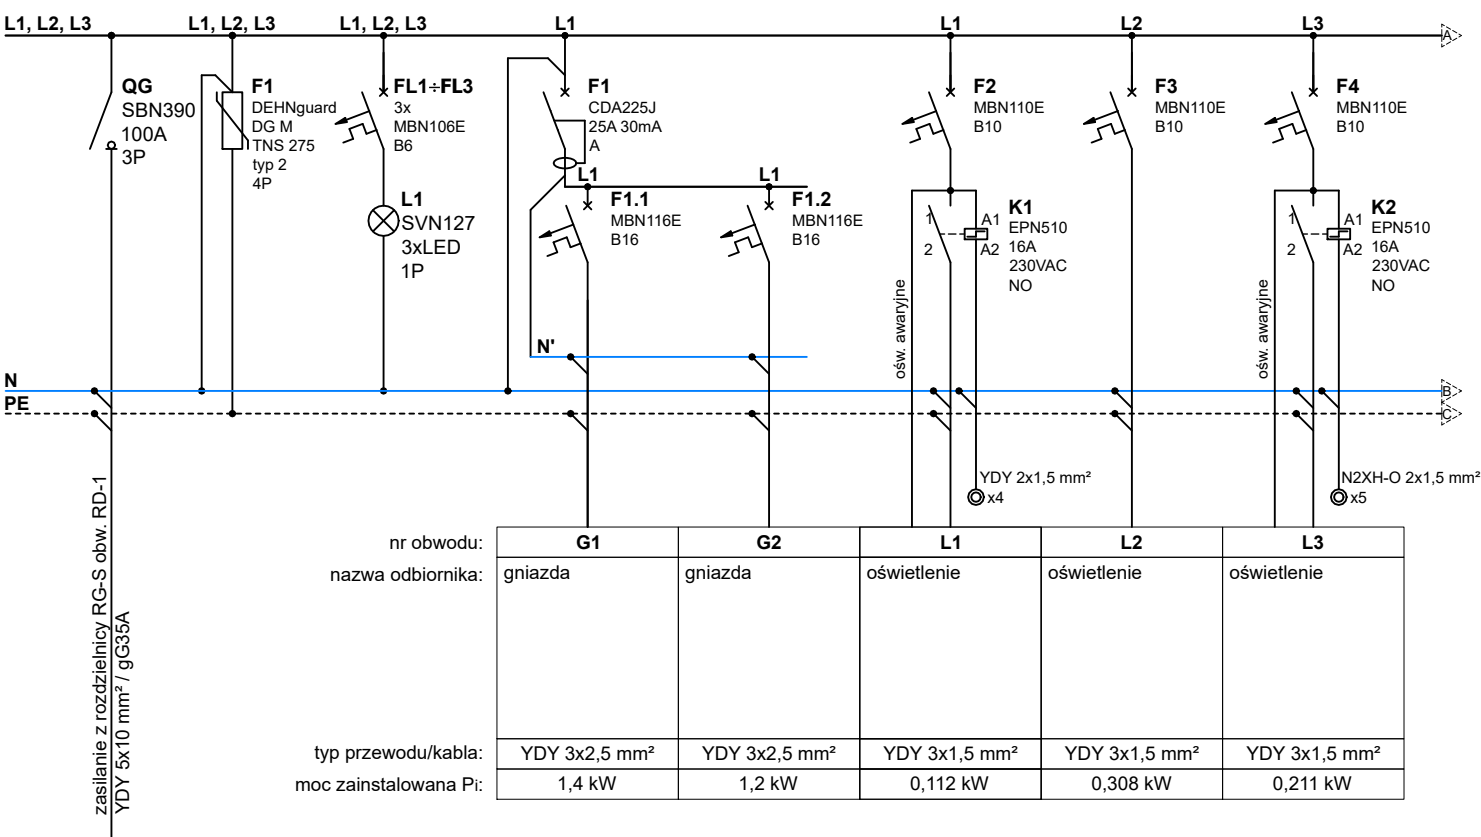 L1, L2, L3
L1, L2, L3
L1, L2, L3
L1
L1
L2
L3
A
QG
SBN390
100A
3P
F1
DEHNguard
DG M
TNS 275
typ 2
4P
FL1÷FL3
3x
MBN106E
B6
L1
SVN127
3xLED
1P
F1
CDA225J
25A 30mA
A
L1
L1
F1.1
MBN116E
B16
F1.2
MBN116E
B16
F2
MBN110E
B10
F3
MBN110E
B10
F4
MBN110E
B10
1
2
A1
A2
K1
EPN510
16A
230VAC
NO
1
2
A1
A2
K2
EPN510
16A
230VAC
NO
ośw. awaryjne
ośw. awaryjne
N'
N
B
PE
C
YDY 2x1,5 mm²
x4
N2XH-O 2x1,5 mm²
x5
zasilanie z rozdzielnicy RG-S obw. RD-1
YDY 5x10 mm² / gG35A
nr obwodu: G1 G2 L1 L2 L3
nazwa odbiornika: gniazda gniazda oświetlenie oświetlenie oświetlenie
typ przewodu/kabla: YDY 3x2,5 mm² YDY 3x2,5 mm² YDY 3x1,5 mm² YDY 3x1,5 mm² YDY 3x1,5 mm²
moc zainstalowana Pi: 1,4 kW 1,2 kW 0,112 kW 0,308 kW 0,211 kW